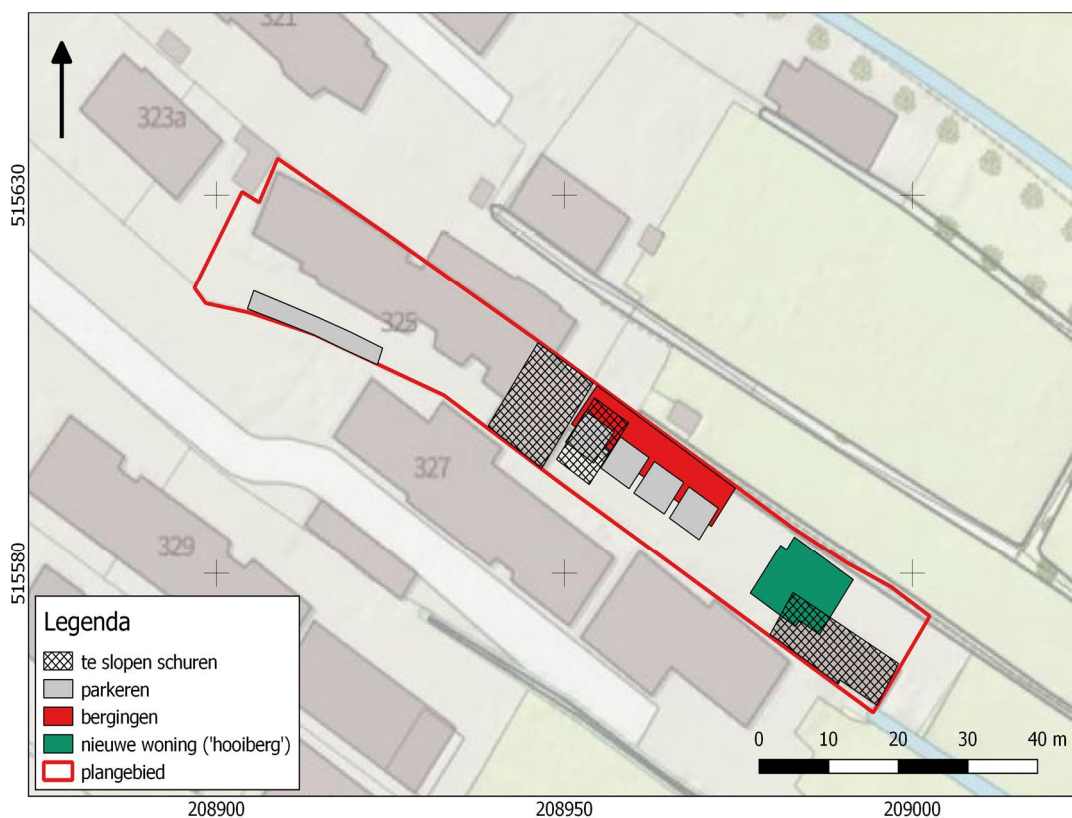 321
323a
515630
325
327
329
515580
Legenda
te slopen schuren
parkeren
bergingen
nieuwe woning ('hooiberg')
plangebied
0 10 20 30 40 m
208900 208950 209000